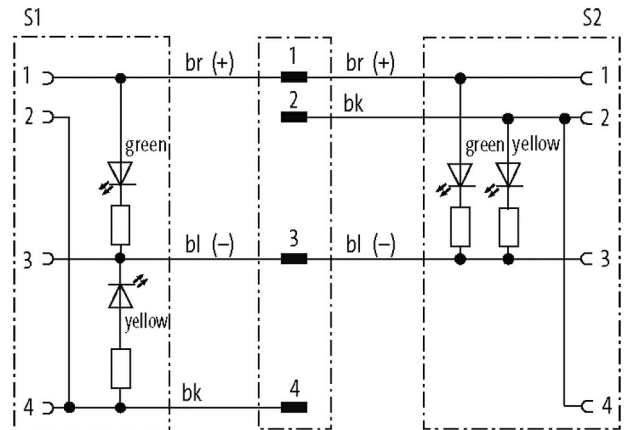 S1
S2
1
br (+)
1
br (+)
1
2
2
bk
2
green
green
yellow
3
bl (–)
3
bl (–)
3
yellow
4
bk
4
4